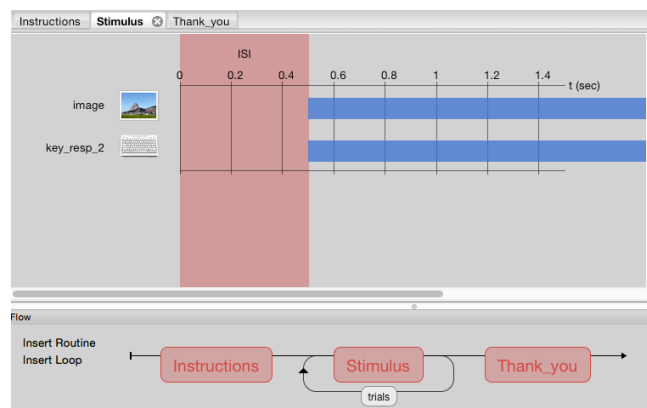 Instructions Stimulus Thank_you
ISI
0 0.2 0.4 0.6 0.8 1 1.2 1.4
t (sec)
image
key_resp_2
Flow
Insert Routine
Insert Loop
Instructions Stimulus Thank_you
trials